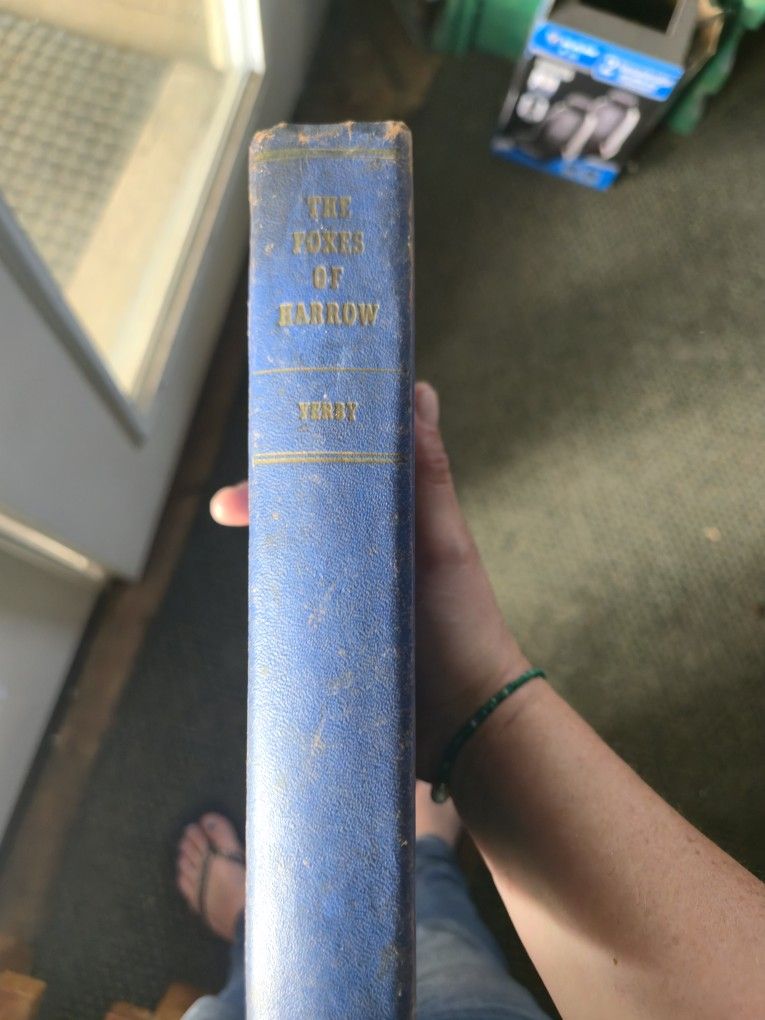 THE
FOXES
OF
HARROW
YERBY